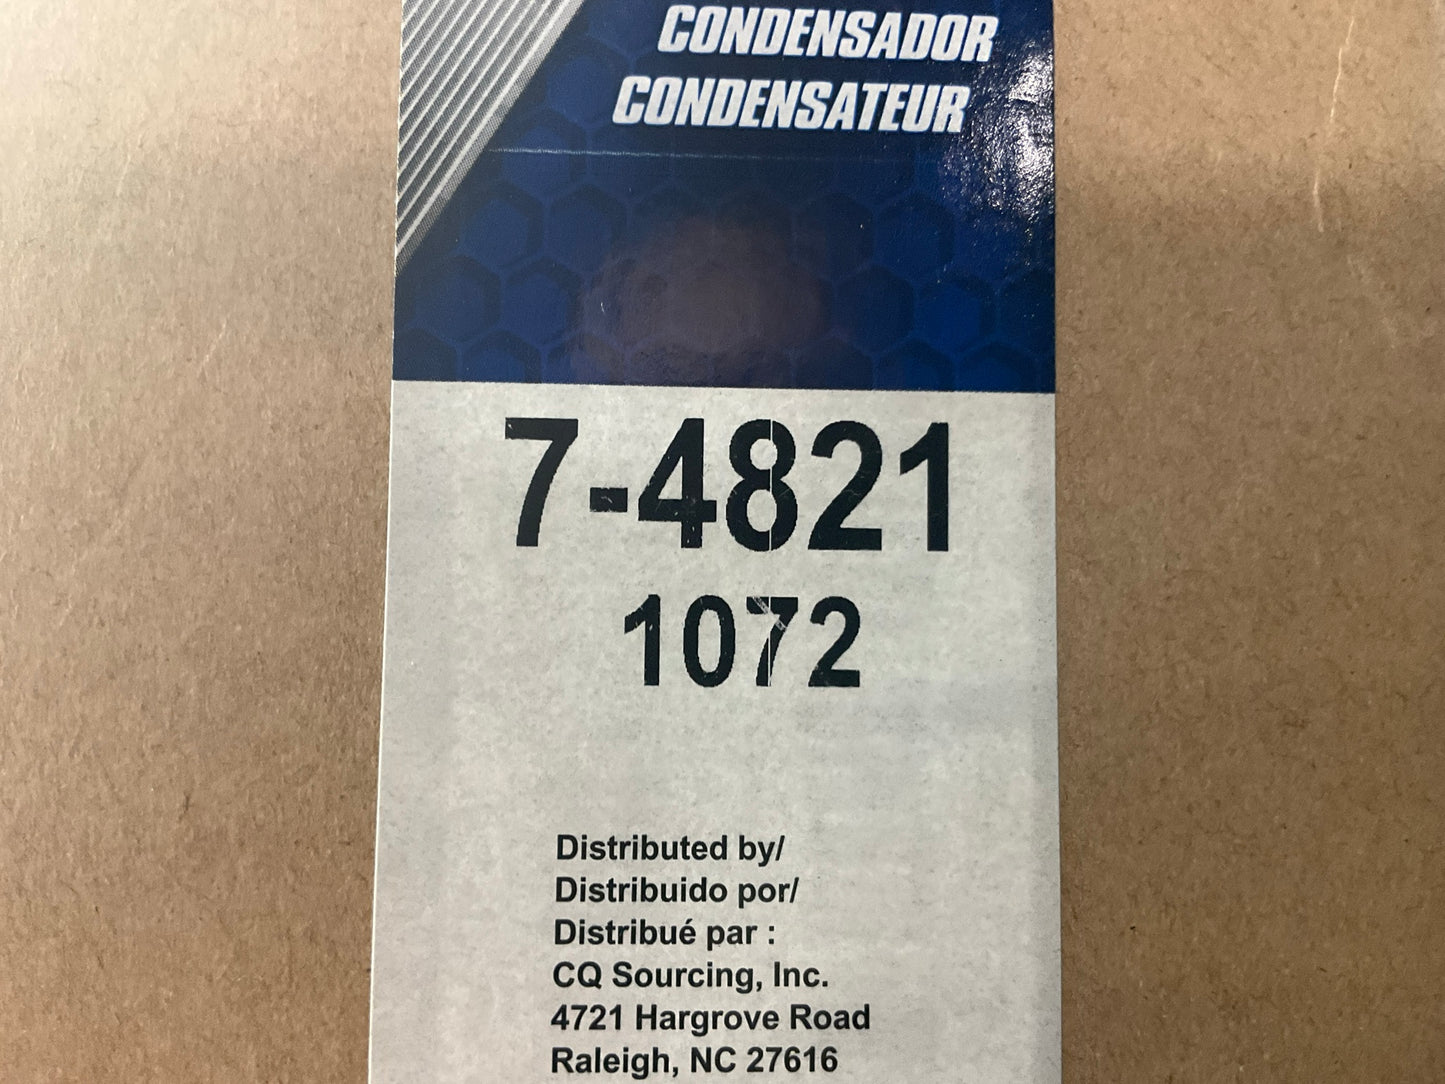 CONDENSADOR
CONDENSATEUR
7-4821
1072
Distributed by/
Distribuido por/
Distribué par :
CQ Sourcing, Inc.
4721 Hargrove Road
Raleigh, NC 27616